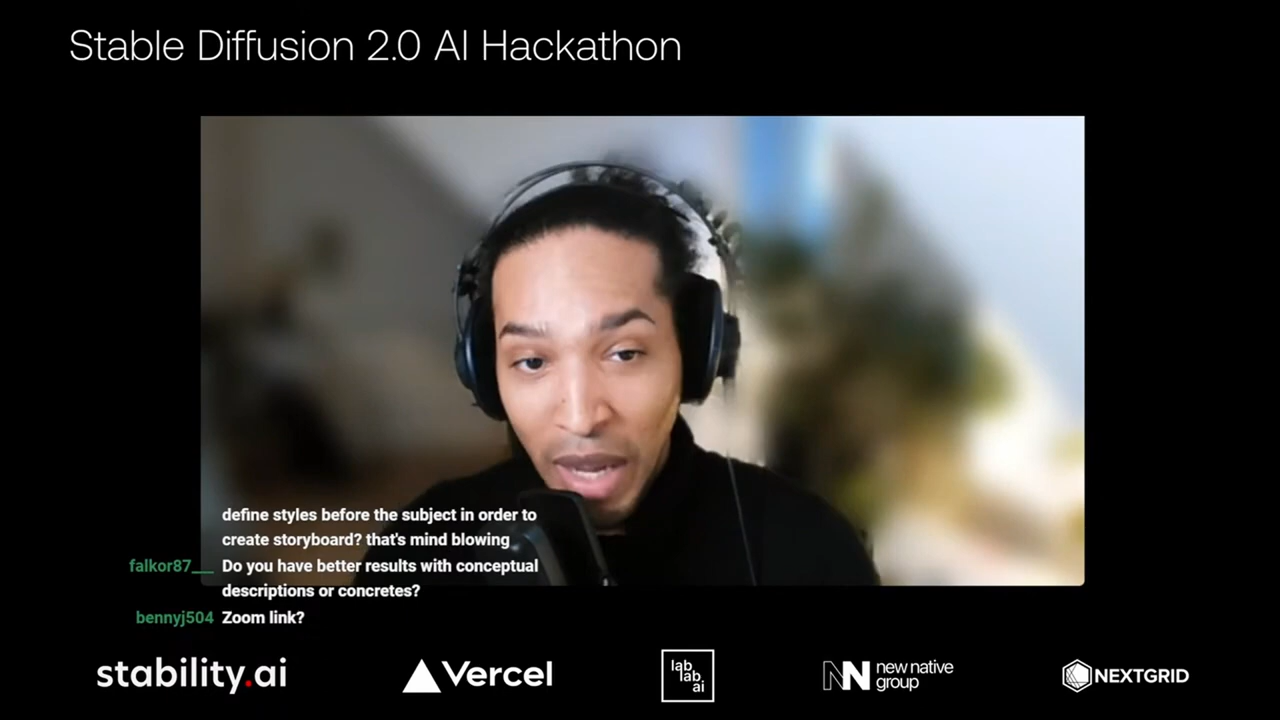 Stable Diffusion 2.0 AI Hackathon
define styles before the subject in order to
create storyboard? that's mind blowing
falkor87__ Do you have better results with conceptual
descriptions or concretes?
bennyj504 Zoom link?
stability.ai
Vercel
lab
lab
ai
new native
group
NEXTGRID